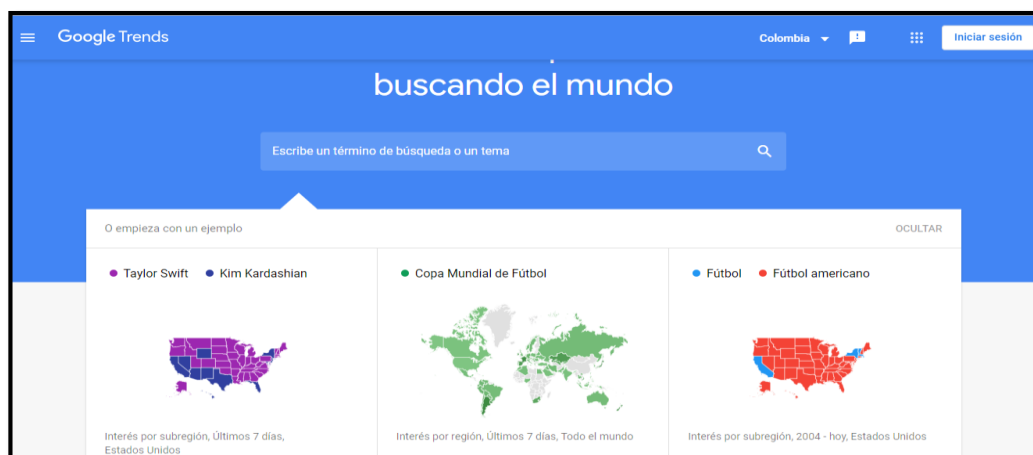 Google Trends
Colombia
Iniciar sesión
buscando el mundo
Escribe un término de búsqueda o un tema
O empieza con un ejemplo
OCULTAR
Taylor Swift Kim Kardashian
Copa Mundial de Fútbol
Fútbol Fútbol americano
Interés por subregión, Últimos 7 días,
Estados Unidos
Interés por región, Últimos 7 días, Todo el mundo
Interés por subregión, 2004 - hoy, Estados Unidos